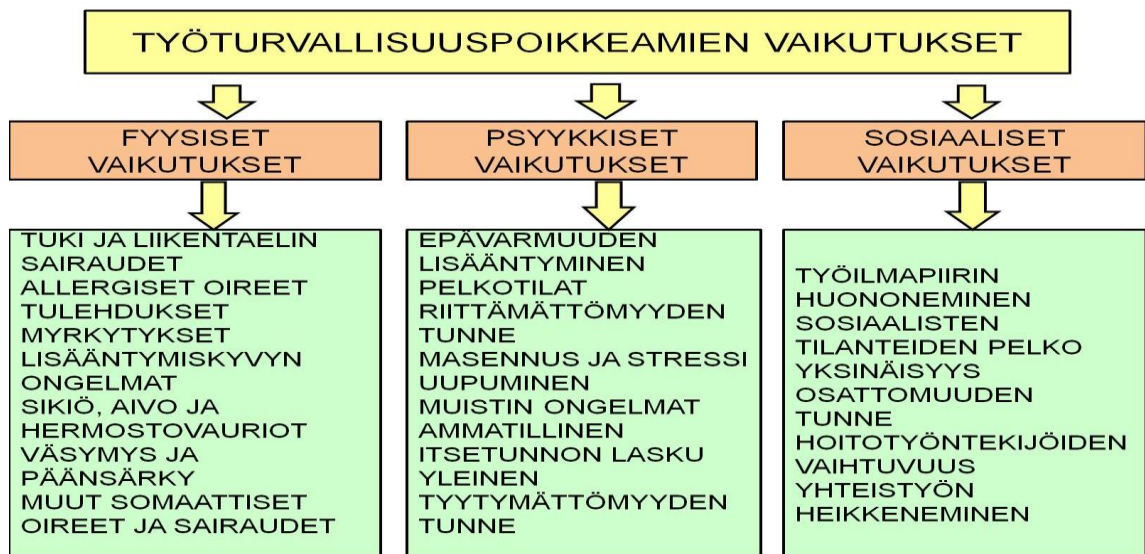 TYÖTURVALLISUUSPOIKKEAMIEN VAIKUTUKSET
FYYSISET
VAIKUTUKSET
TUKI JA LIIKENTAELIN
SAIRAUDET
ALLERGISET OIREET
TULEHDUKSET
MYRKYTYKSET
LISÄÄNTYMISKYVYN
ONGELMAT
SIKIÖ, AIVO JA
HERMOSTOVAURIOT
VÄSYMYS JA
PÄÄNSÄRKY
MUUT SOMAATTISET
OIREET JA SAIRAUDET
PSYYKKISET
VAIKUTUKSET
EPÄVARMUUDEN
LISÄÄNTYMINEN
PELKOTILAT
RIITTÄMÄTTÖMYYDEN
TUNNE
MASENNUS JA STRESSI
UUPUMINEN
MUISTIN ONGELMAT
AMMATILLINEN
ITSETUNNON LASKU
YLEINEN
TYYTYMÄTTÖMYYDEN
TUNNE
SOSIAALISET
VAIKUTUKSET
TYÖILMAPIIRIN
HUONONEMINEN
SOSIAALISTEN
TILANTEIDEN PELKO
YKSINÄISYYS
OSATTOMUUDEN
TUNNE
HOITOTYÖNTEKIJÖIDEN
VAIHTUVUUS
YHTEISTYÖN
HEIKKENEMINEN